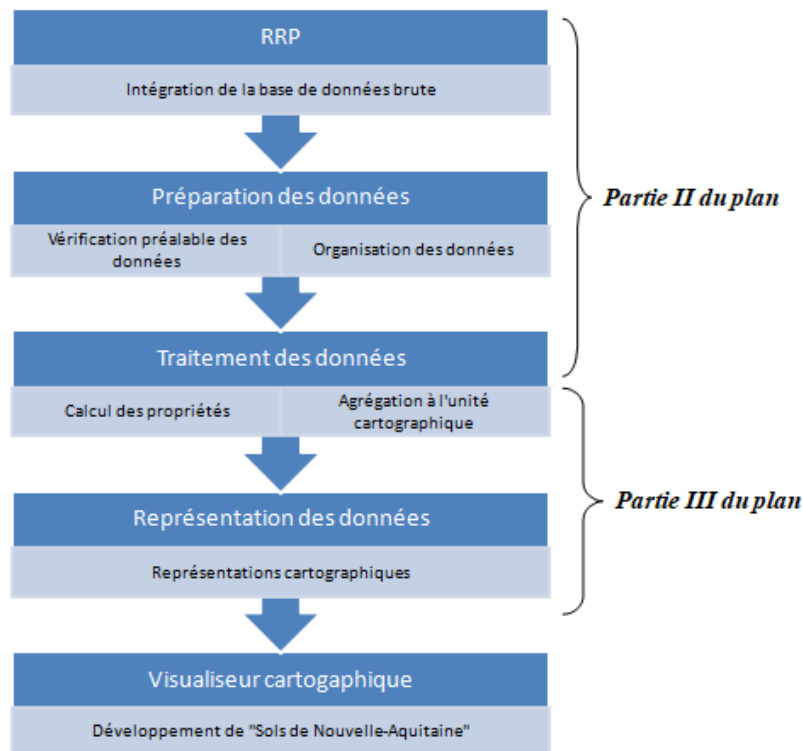 RRP
Intégration de la base de données brute
Préparation des données
Vérification préalable des
données
Organisation des données
Partie II du plan
Traitement des données
Calcul des propriétés
Agrégation à l'unité
cartographique
Représentation des données
Représentations cartographiques
Partie III du plan
Visualiseur cartogaphique
Développement de "Sols de Nouvelle-Aquitaine"